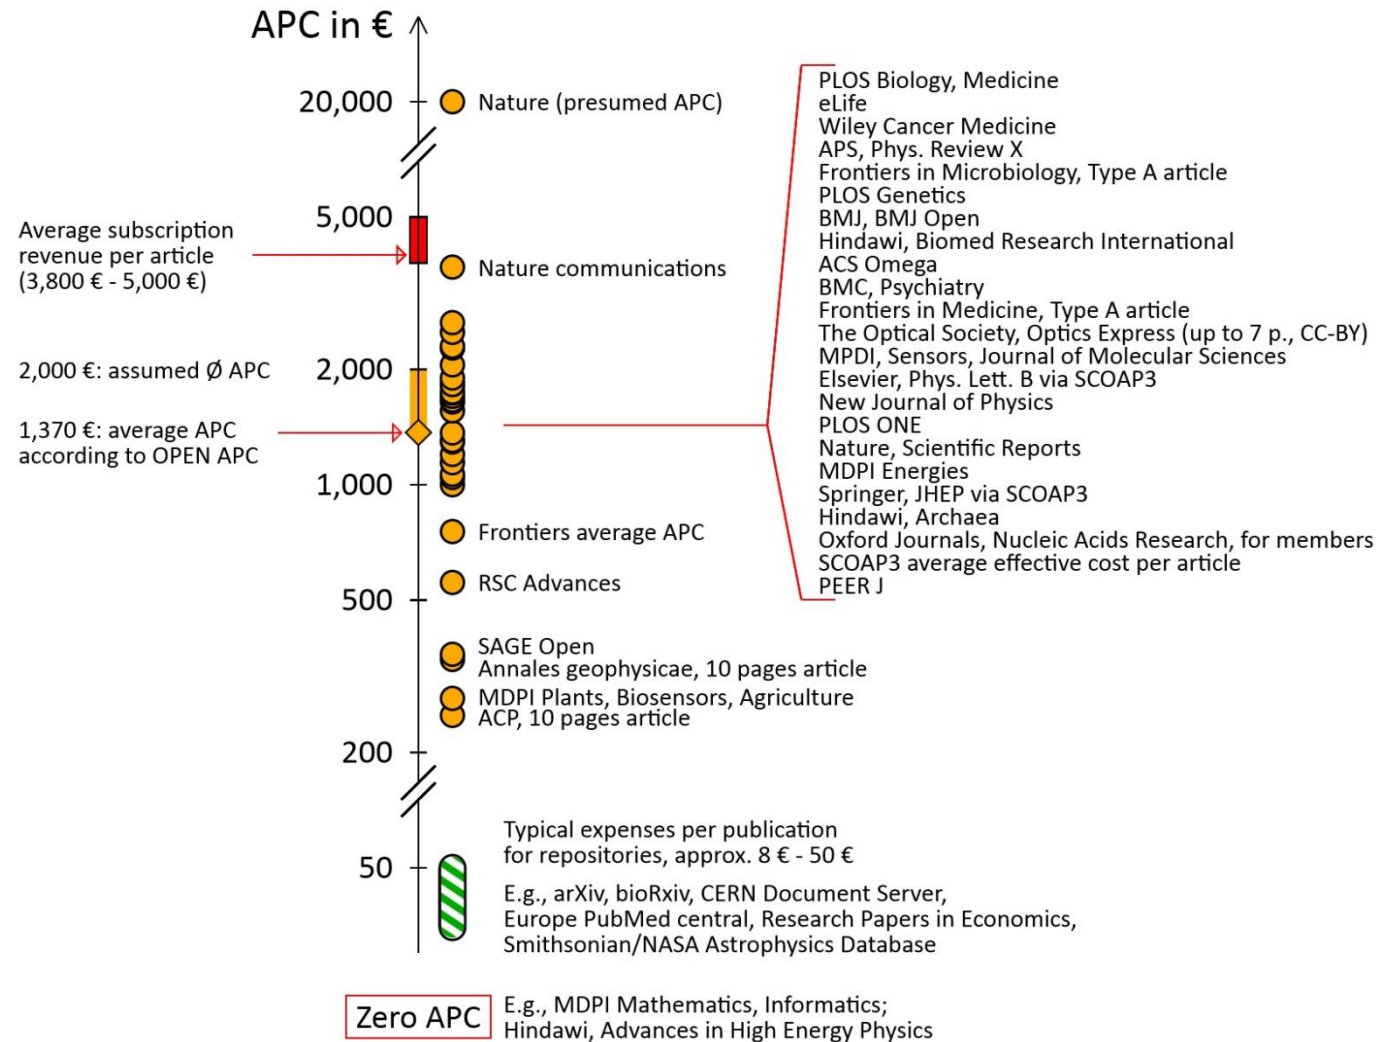 APC in €
20,000
Nature (presumed APC)
5,000
Average subscription
revenue per article
(3,800 € - 5,000 €)
Nature communications
2,000 €: assumed Ø APC
2,000
1,370 €: average APC
according to OPEN APC
1,000
Frontiers average APC
RSC Advances
500
SAGE Open
Annales geophysicae, 10 pages article
MDPI Plants, Biosensors, Agriculture
ACP, 10 pages article
200
PLOS Biology, Medicine
eLife
Wiley Cancer Medicine
APS, Phys. Review X
Frontiers in Microbiology, Type A article
PLOS Genetics
BMJ, BMJ Open
Hindawi, Biomed Research International
ACS Omega
BMC, Psychiatry
Frontiers in Medicine, Type A article
The Optical Society, Optics Express (up to 7 p., CC-BY)
MPDI, Sensors, Journal of Molecular Sciences
Elsevier, Phys. Lett. B via SCOAP3
New Journal of Physics
PLOS ONE
Nature, Scientific Reports
MDPI Energies
Springer, JHEP via SCOAP3
Hindawi, Archaea
Oxford Journals, Nucleic Acids Research, for members
SCOAP3 average effective cost per article
PEER J
50
Typical expenses per publication
for repositories, approx. 8 € - 50 €
E.g., arXiv, bioRxiv, CERN Document Server,
Europe PubMed central, Research Papers in Economics,
Smithsonian/NASA Astrophysics Database
Zero APC
E.g., MDPI Mathematics, Informatics;
Hindawi, Advances in High Energy Physics